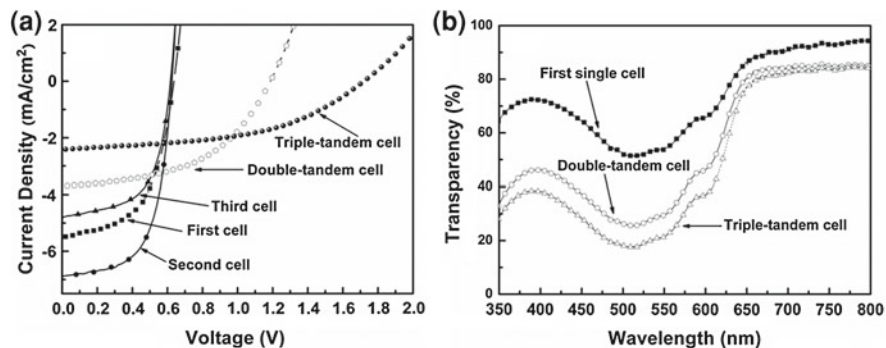 (a)
Current Density (mA/cm²)
2
0
-2
-4
-6
Triple-tandem cell
Double-tandem cell
Third cell
First cell
Second cell
0.0 0.2 0.4 0.6 0.8 1.0 1.2 1.4 1.6 1.8 2.0
Voltage (V)
(b)
Transparency (%)
100
80
60
40
20
0
First single cell
Double-tandem cell
Triple-tandem cell
350 400 450 500 550 600 650 700 750 800
Wavelength (nm)